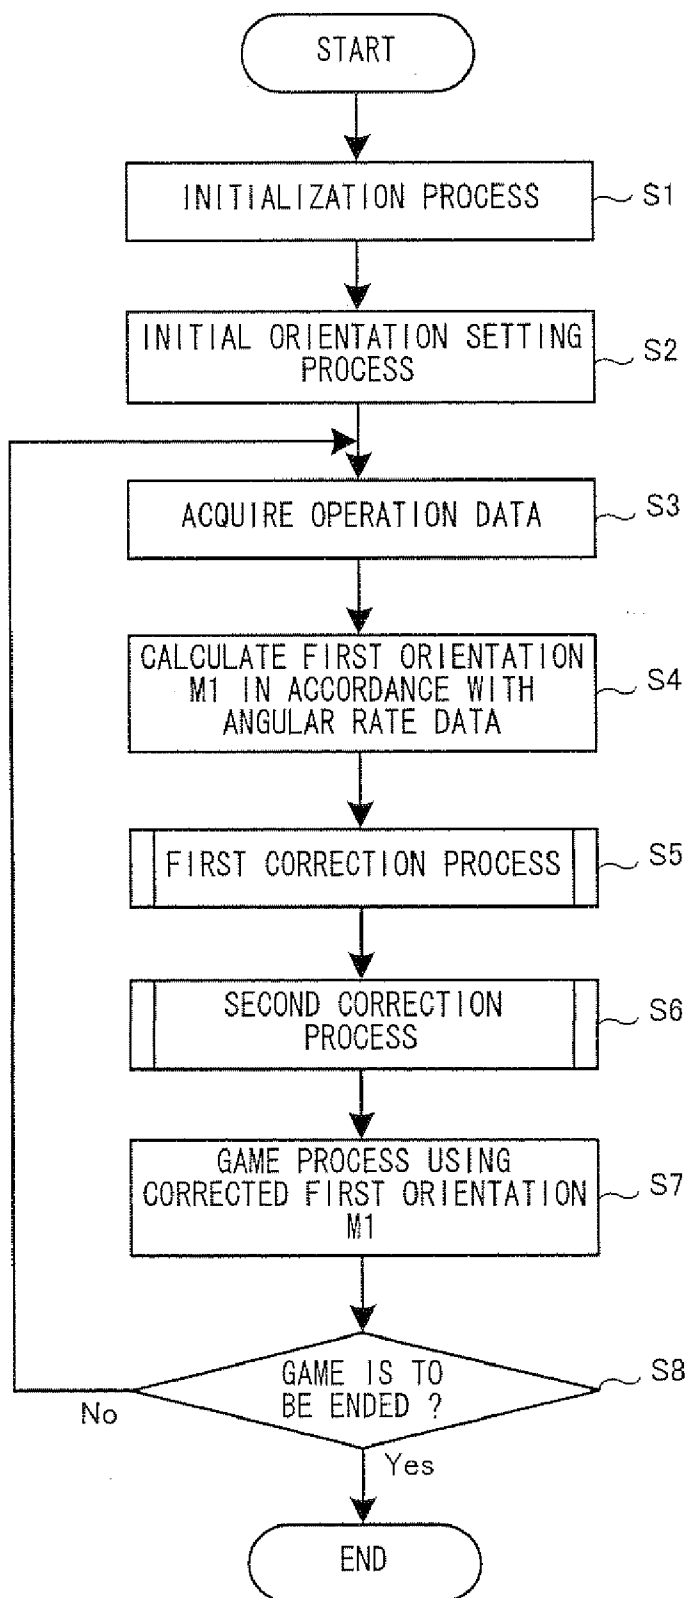 START
INITIALIZATION PROCESS
S1
INITIAL ORIENTATION SETTING
PROCESS
S2
ACQUIRE OPERATION DATA
S3
CALCULATE FIRST ORIENTATION
M1 IN ACCORDANCE WITH
ANGULAR RATE DATA
S4
FIRST CORRECTION PROCESS
S5
SECOND CORRECTION
PROCESS
S6
GAME PROCESS USING
CORRECTED FIRST ORIENTATION
M1
S7
GAME IS TO
BE ENDED ?
S8
No
Yes
END